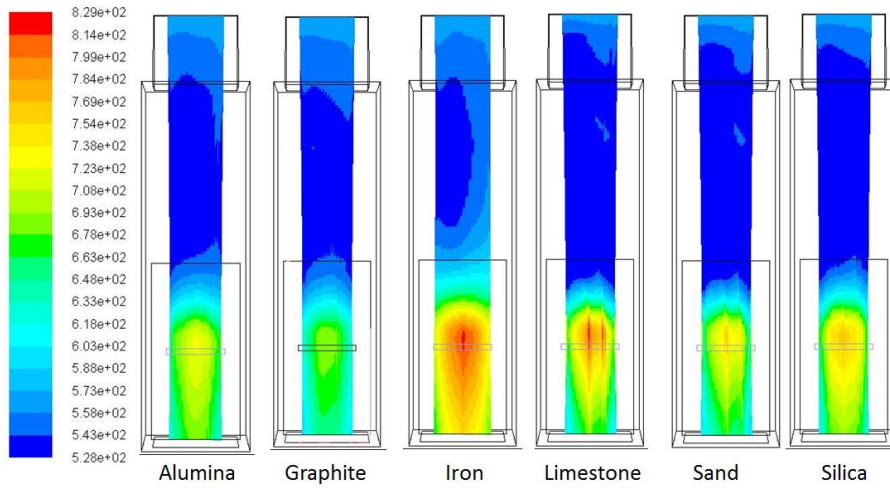 8.29e+02
8.14e+02
7.99e+02
7.84e+02
7.69e+02
7.54e+02
7.38e+02
7.23e+02
7.08e+02
6.93e+02
6.78e+02
6.63e+02
6.48e+02
6.33e+02
6.18e+02
6.03e+02
5.88e+02
5.73e+02
5.58e+02
5.43e+02
5.28e+02
Alumina Graphite Iron Limestone Sand Silica